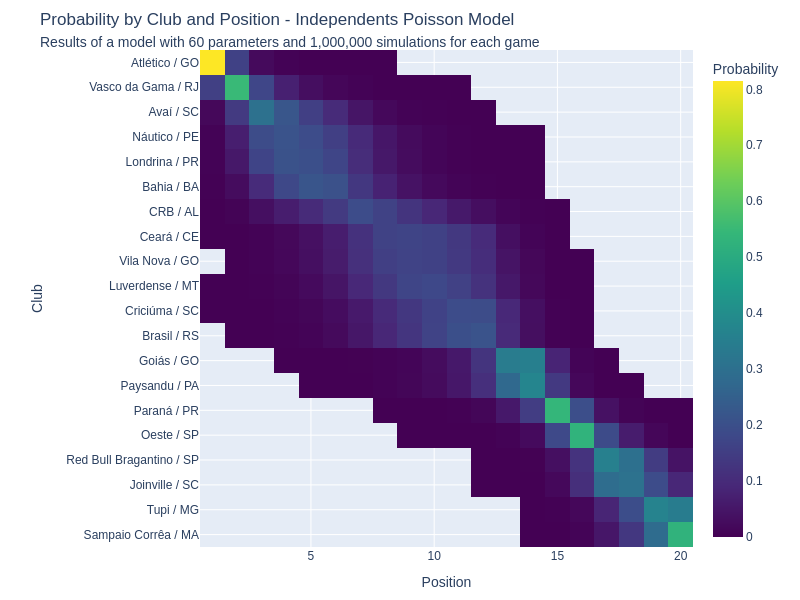 Probability by Club and Position - Independents Poisson Model
Results of a model with 60 parameters and 1,000,000 simulations for each game
Probability
Atlético / GO
Vasco da Gama / RJ
Avaí / SC
Náutico / PE
Londrina / PR
Bahia / BA
CRB / AL
Ceará / CE
Vila Nova / GO
Luverdense / MT
Criciúma / SC
Brasil / RS
Goiás / GO
Paysandu / PA
Paraná / PR
Oeste / SP
Red Bull Bragantino / SP
Joinville / SC
Tupi / MG
Sampaio Corrêa / MA
Club
5
10
15
20
Position
0.8
0.7
0.6
0.5
0.4
0.3
0.2
0.1
0